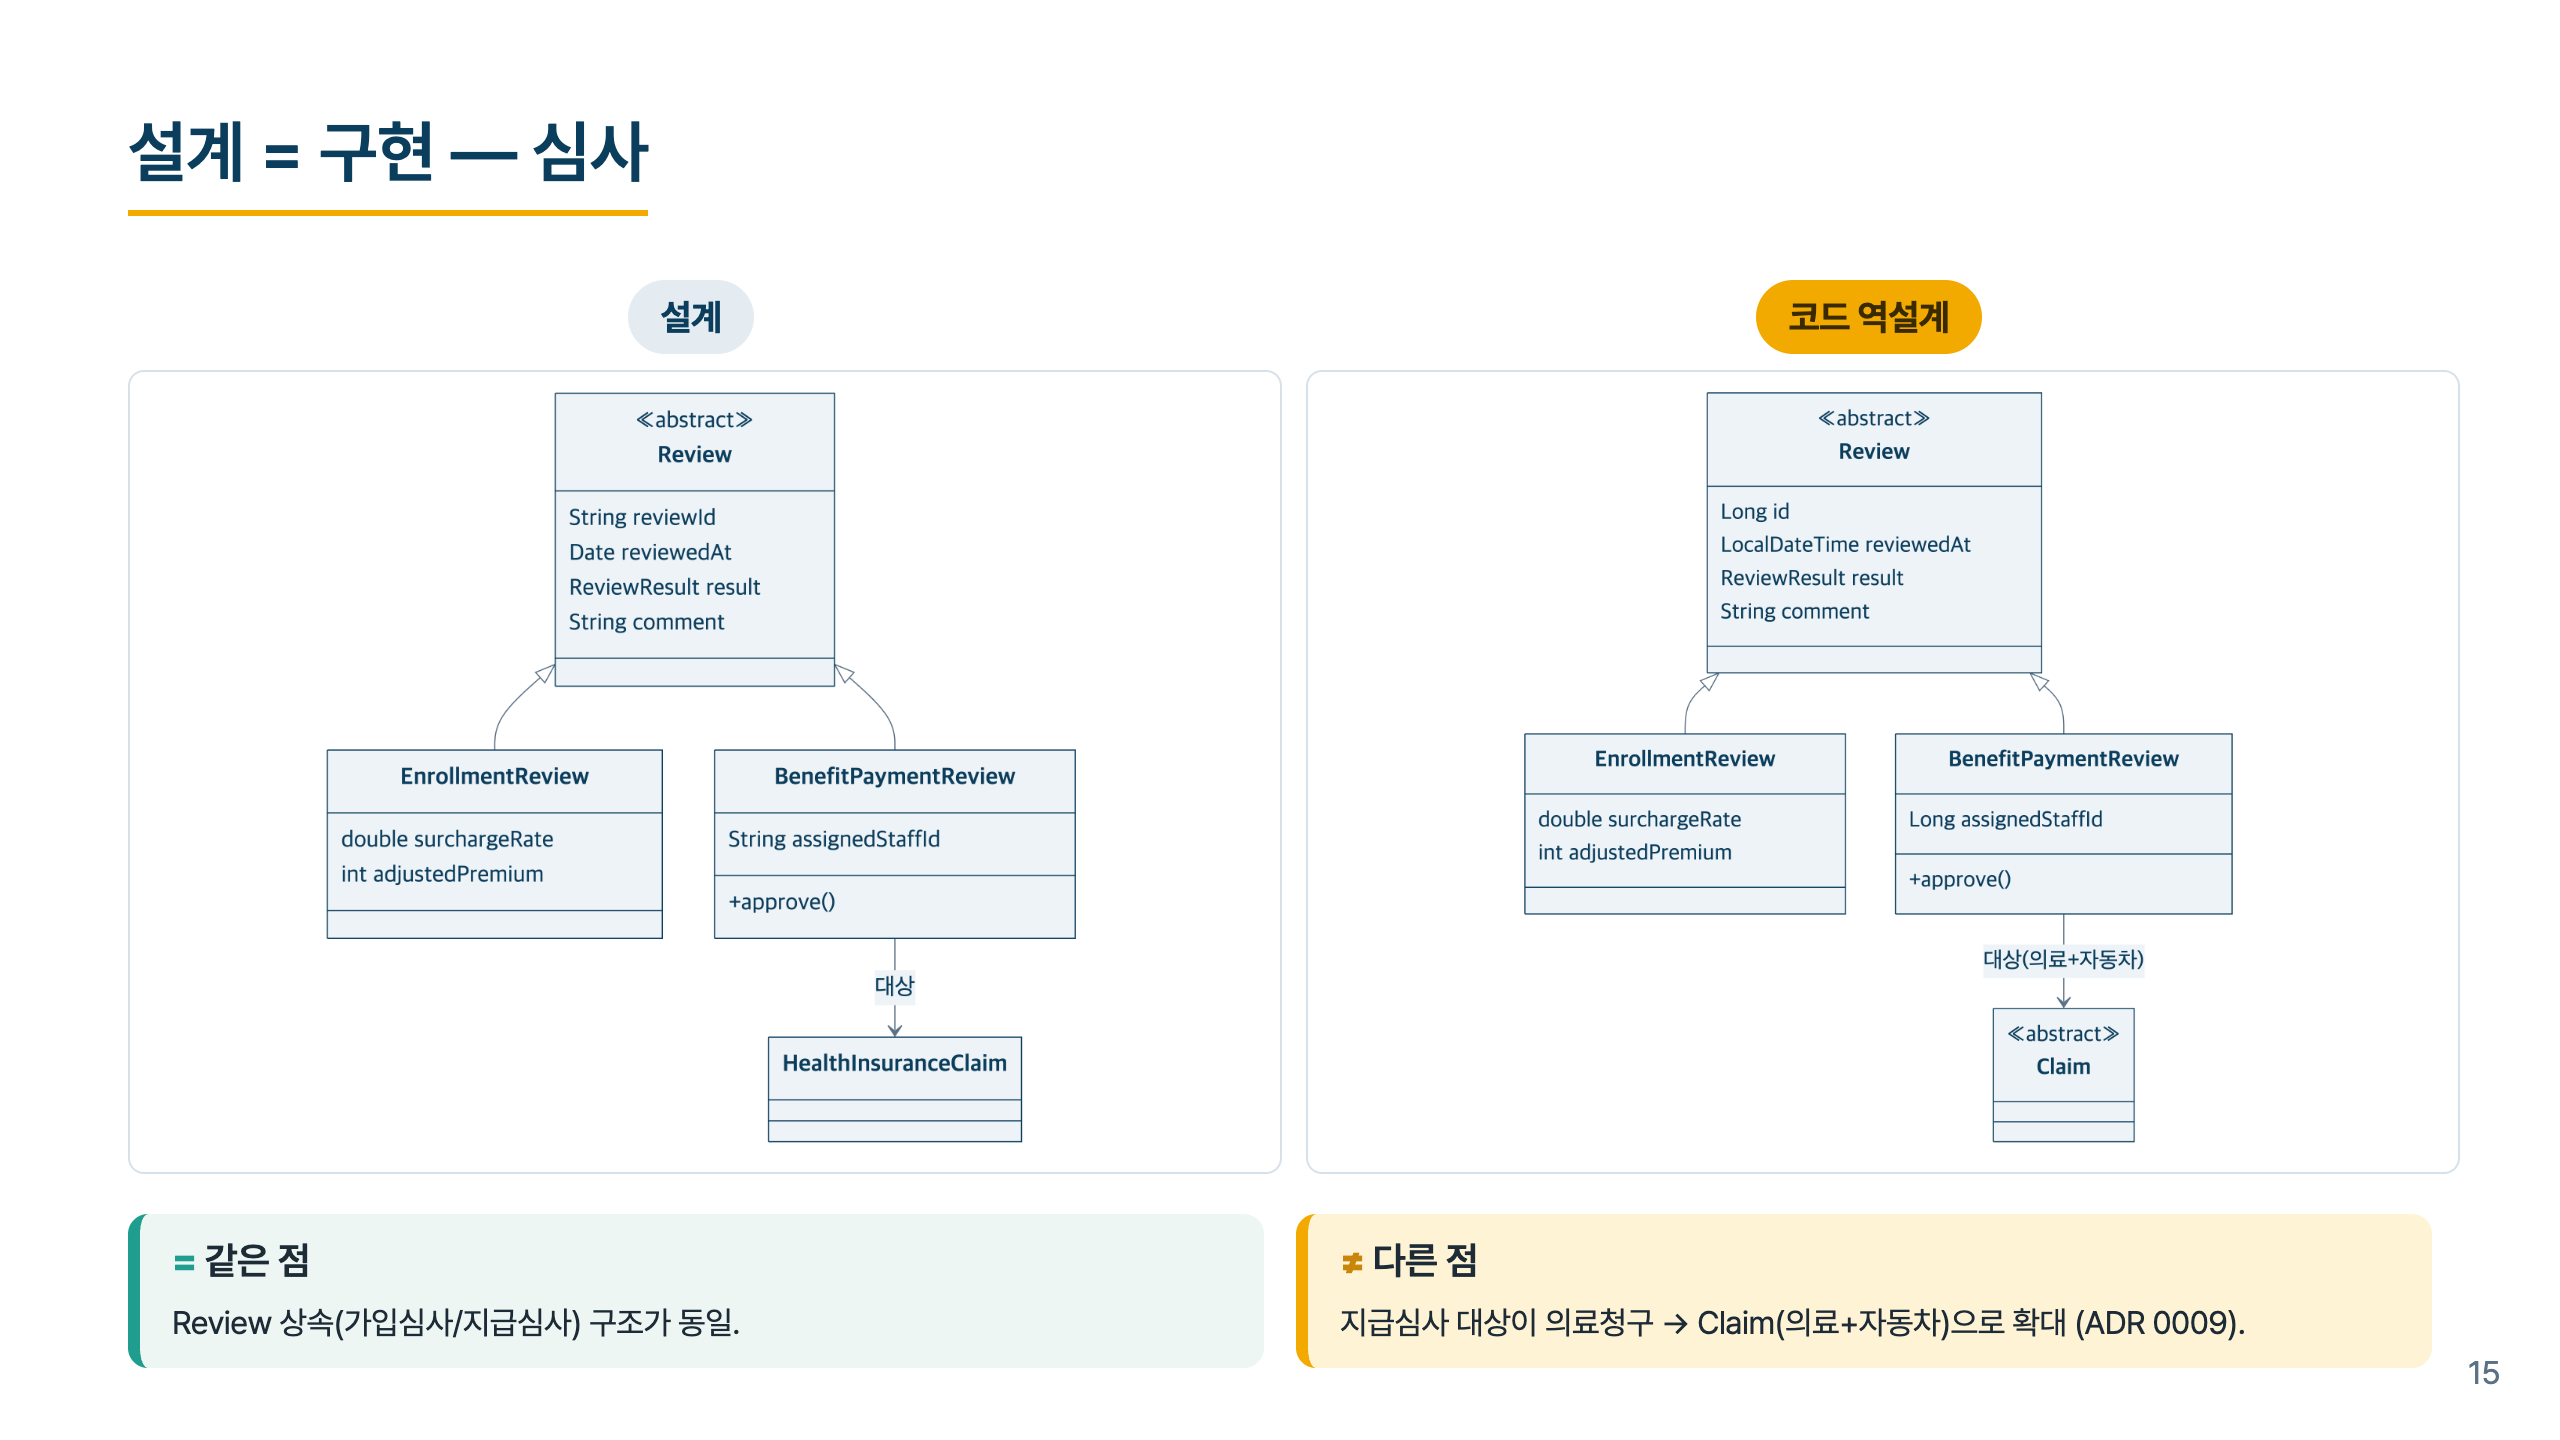 설계 = 구현 — 심사
설계
≪abstract≫
Review
String reviewId
Date reviewedAt
ReviewResult result
String comment
EnrollmentReview
double surchargeRate
int adjustedPremium
BenefitPaymentReview
String assignedStaffId
+approve()
대상
HealthInsuranceClaim
코드 역설계
≪abstract≫
Review
Long id
LocalDateTime reviewedAt
ReviewResult result
String comment
EnrollmentReview
double surchargeRate
int adjustedPremium
BenefitPaymentReview
Long assignedStaffId
+approve()
대상(의료+자동차)
≪abstract≫
Claim
= 같은 점
Review 상속(가입심사/지급심사) 구조가 동일.
≠ 다른 점
지급심사 대상이 의료청구 → Claim(의료+자동차)으로 확대 (ADR 0009).
15